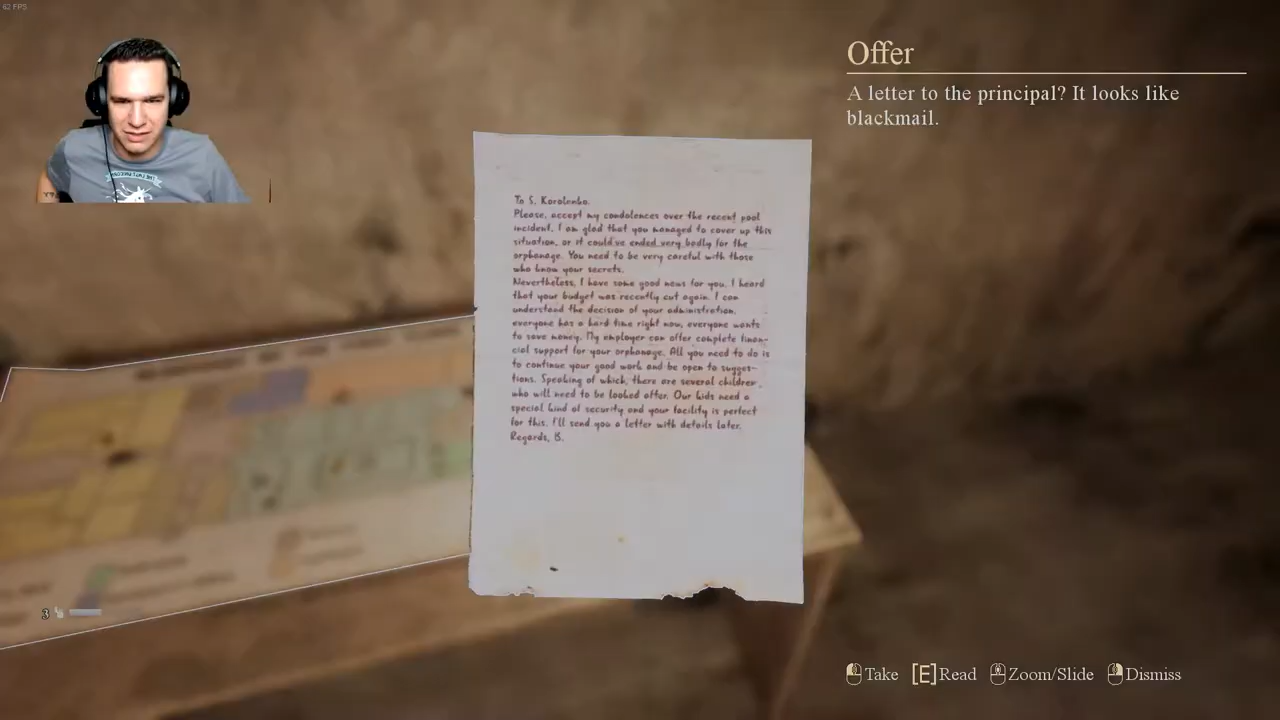 62 FPS
Offer
A letter to the principal? It looks like
blackmail.
To S. Korolenko.
Please, accept my condolences over the recent pool
incident. I am glad that you managed to cover up this
situation, or it could've ended very badly for the
orphanage. You need to be very careful with those
who know your secrets.
Nevertheless, I have some good news for you. I heard
that your budget was recently cut again. I can
understand the decision of your administration,
everyone has a hard time right now, everyone wants
to save money. My employer can offer complete finan-
cial support for your orphanage. All you need to do is
to continue your good work and be open to sugges-
tions. Speaking of which, there are several children
who will need to be looked after. Our kids need a
special kind of security and your facility is perfect
for this. I'll send you a letter with details later.
Regards, B.
3
Take [E]Read Zoom/Slide Dismiss